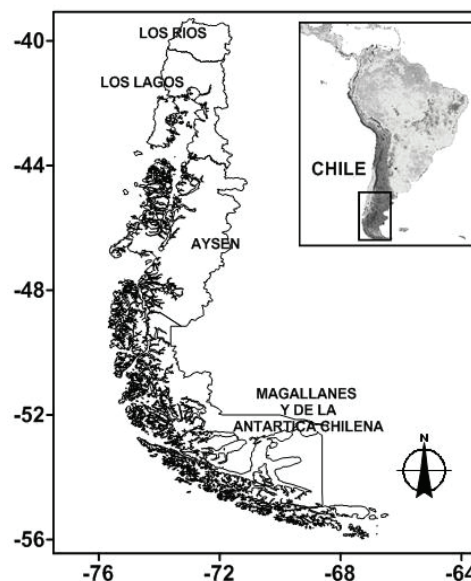 -40
LOS RIOS
LOS LAGOS
CHILE
-44
AYSEN
-48
MAGALLANES
Y DE LA
ANTARTICA CHILENA
-52
N
-56
-76 -72 -68 -64